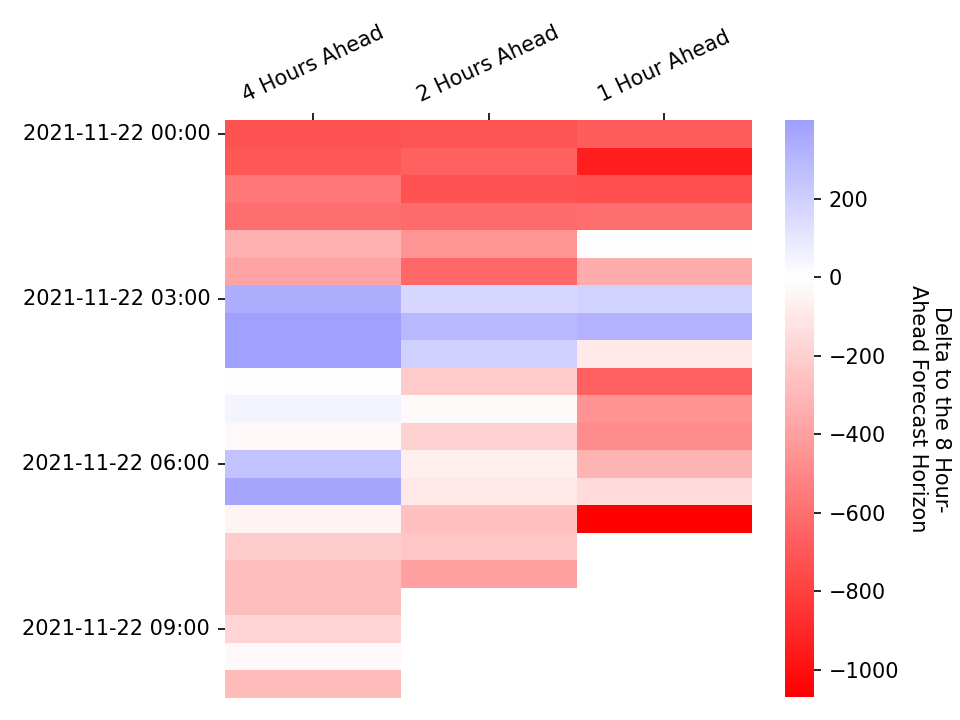 4 Hours Ahead
2 Hours Ahead
1 Hour Ahead
2021-11-22 00:00
2021-11-22 03:00
2021-11-22 06:00
2021-11-22 09:00
200
0
−200
−400
−600
−800
−1000
Delta to the 8 Hour-
Ahead Forecast Horizon